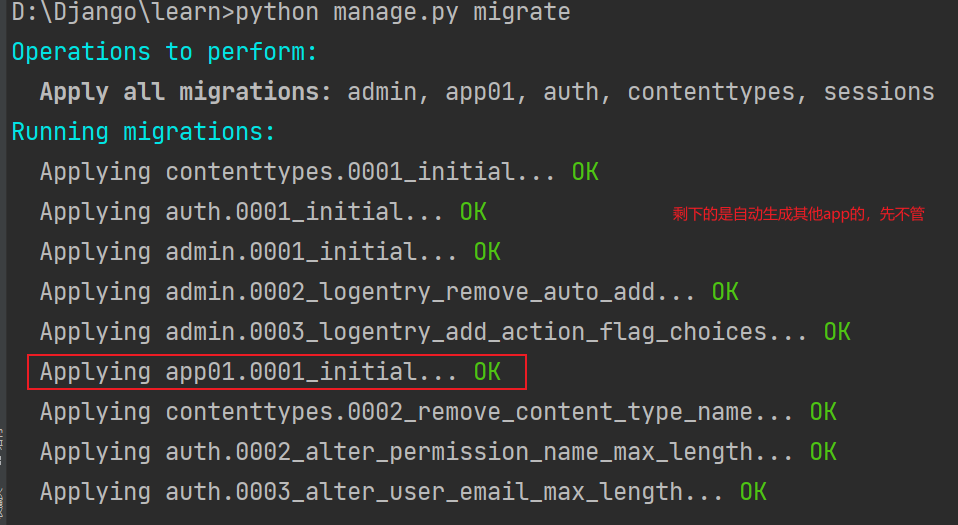 D:\Django\learn>python manage.py migrate
Operations to perform:
Apply all migrations: admin, app01, auth, contenttypes, sessions
Running migrations:
Applying contenttypes.0001_initial... OK
Applying auth.0001_initial... OK
剩下的是自动生成其他app的，先不管
Applying admin.0001_initial... OK
Applying admin.0002_logentry_remove_auto_add... OK
Applying admin.0003_logentry_add_action_flag_choices... OK
Applying app01.0001_initial... OK
Applying contenttypes.0002_remove_content_type_name... OK
Applying auth.0002_alter_permission_name_max_length... OK
Applying auth.0003_alter_user_email_max_length... OK